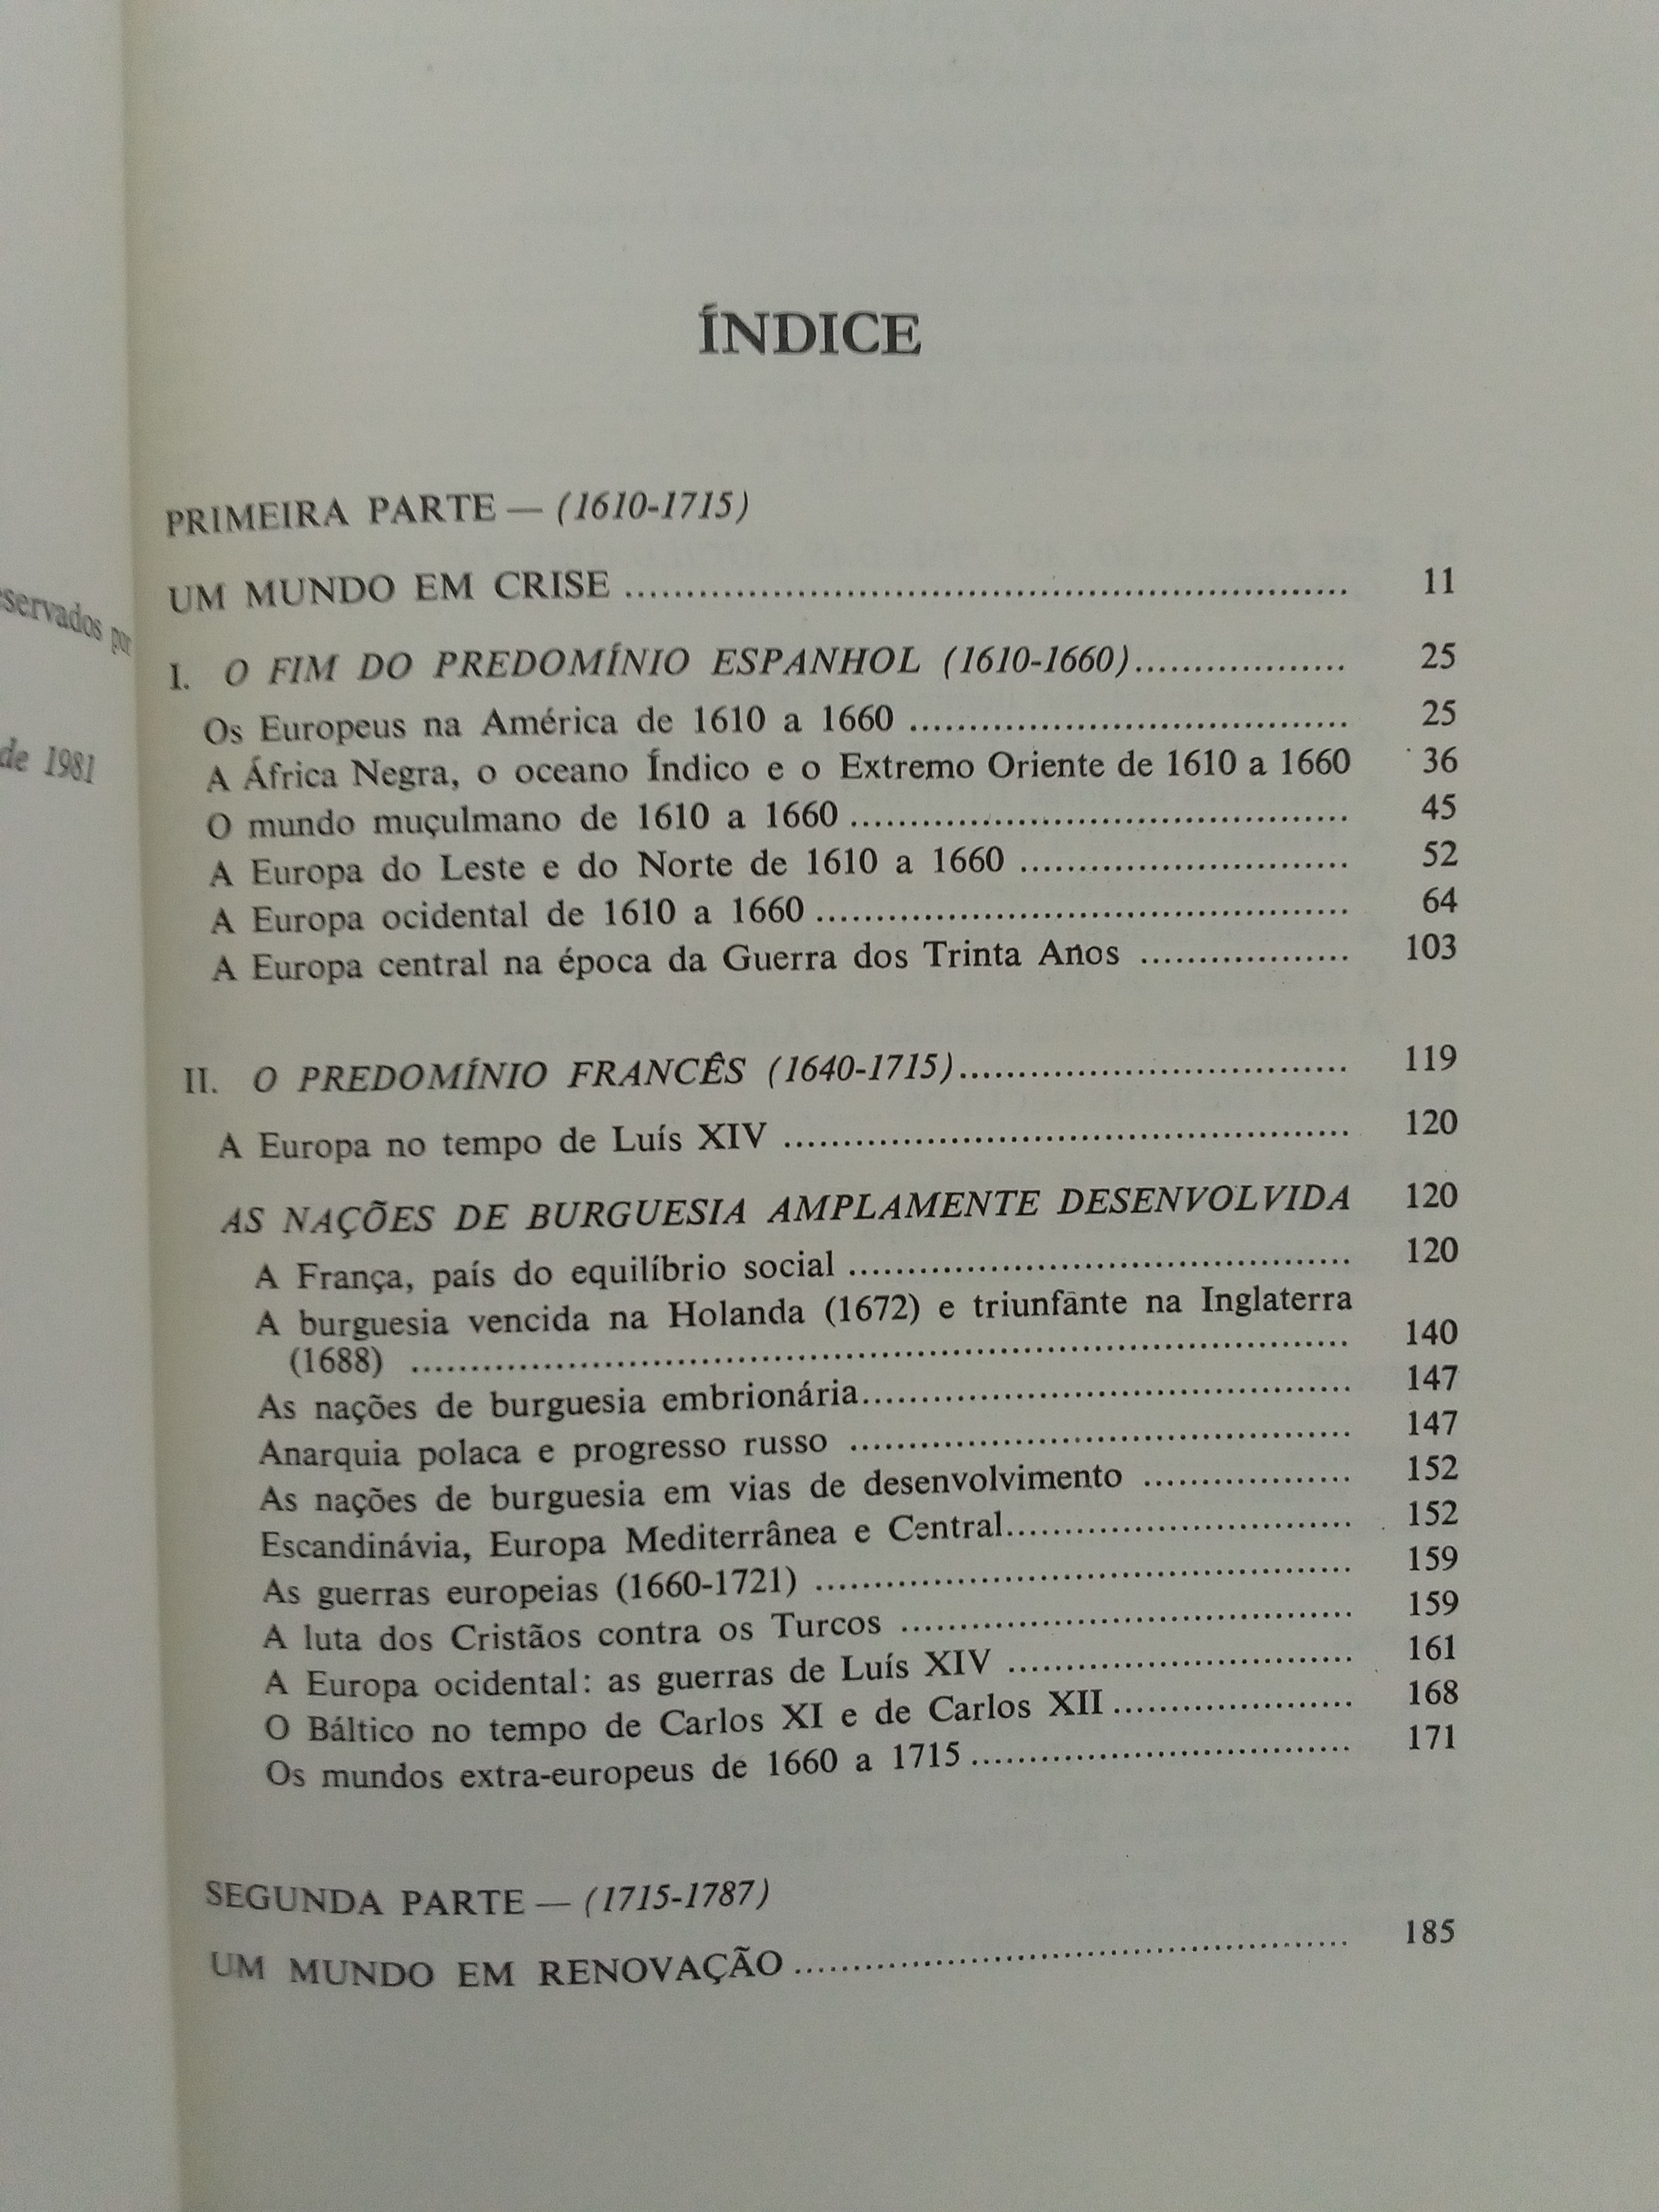 servados por
de 1981
ÍNDICE
PRIMEIRA PARTE — (1610-1715)
UM MUNDO EM CRISE ............................................................. 11
I. O FIM DO PREDOMÍNIO ESPANHOL (1610-1660).................. 25
Os Europeus na América de 1610 a 1660 ..................................... 25
A África Negra, o oceano Índico e o Extremo Oriente de 1610 a 1660 36
O mundo muçulmano de 1610 a 1660 .......................................... 45
A Europa do Leste e do Norte de 1610 a 1660 ............................ 52
A Europa ocidental de 1610 a 1660 ............................................. 64
A Europa central na época da Guerra dos Trinta Anos .................. 103
II. O PREDOMÍNIO FRANCÊS (1640-1715)................................. 119
A Europa no tempo de Luís XIV ................................................ 120
AS NAÇÕES DE BURGUESIA AMPLAMENTE DESENVOLVIDA 120
A França, país do equilíbrio social ........................................... 120
A burguesia vencida na Holanda (1672) e triunfante na Inglaterra
(1688) ............................................................................... 140
As nações de burguesia embrionária.......................................... 147
Anarquia polaca e progresso russo ........................................... 147
As nações de burguesia em vias de desenvolvimento .................. 152
Escandinávia, Europa Mediterrânea e Central............................. 152
As guerras europeias (1660-1721) .............................................. 159
A luta dos Cristãos contra os Turcos ...................................... 159
A Europa ocidental: as guerras de Luís XIV ............................. 161
O Báltico no tempo de Carlos XI e de Carlos XII.................... 168
Os mundos extra-europeus de 1660 a 1715................................ 171
SEGUNDA PARTE — (1715-1787)
UM MUNDO EM RENOVAÇÃO ............................................... 185